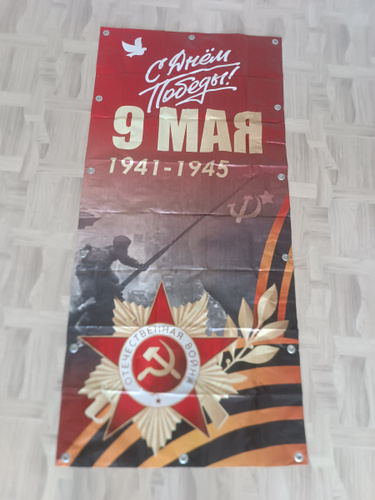 С Днём
Победы!
9 МАЯ
1941-1945
ОТЕЧЕСТВЕННАЯ ВОЙНА